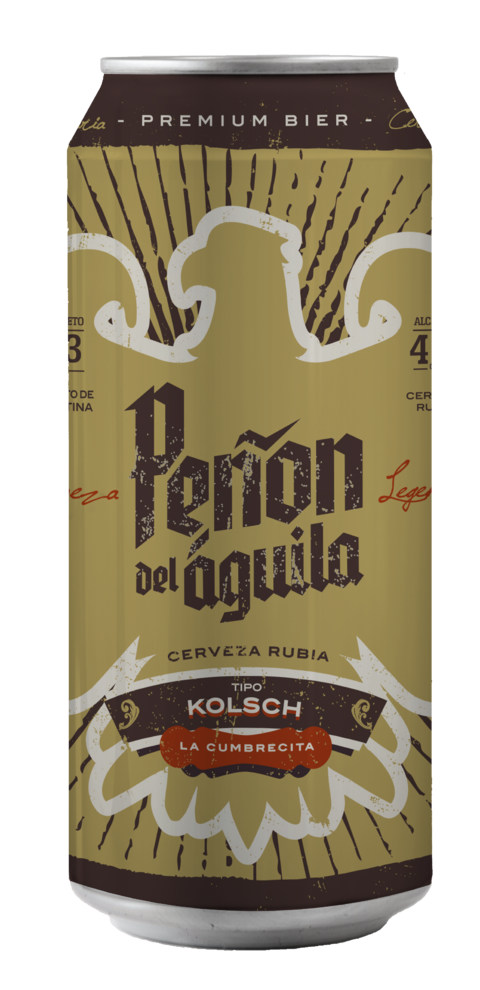 - PREMIUM BIER -
Peñon
del águila
CERVEZA RUBIA
TIPO
KOLSCH
LA CUMBRECITA